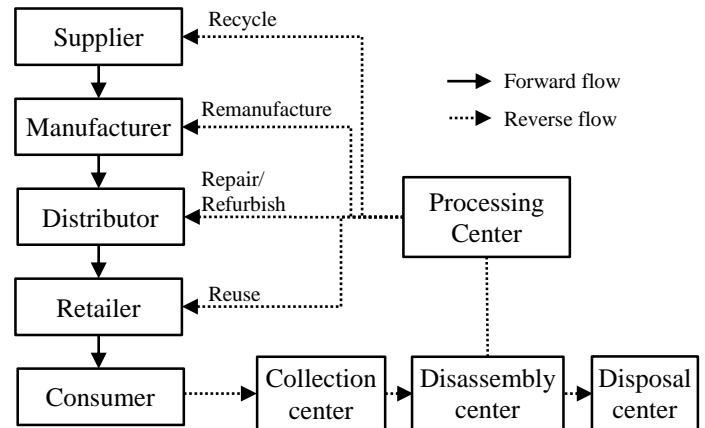 Supplier
Recycle
Forward flow
Manufacturer
Remanufacture
Reverse flow
Distributor
Repair/
Refurbish
Processing
Center
Retailer
Reuse
Consumer
Collection
center
Disassembly
center
Disposal
center